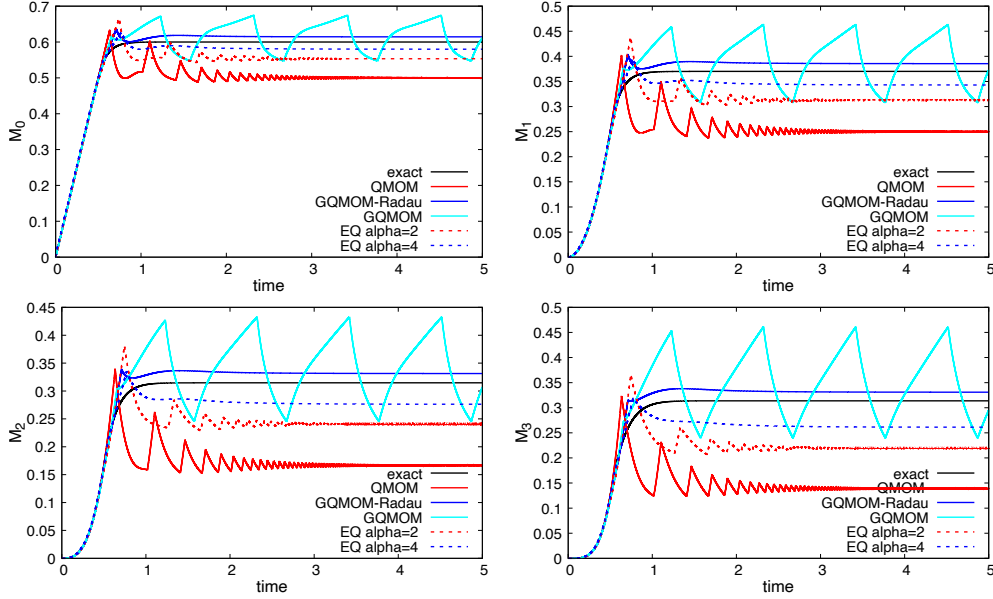 0.7
0.6
0.5
0.4
0.3
0.2
0.1
0
M0
0 1 2 3 4 5
time
exact
QMOM
GQMOM-Radau
GQMOM
EQ alpha=2
EQ alpha=4
0.5
0.45
0.4
0.35
0.3
0.25
0.2
0.15
0.1
0.05
0
M1
0 1 2 3 4 5
time
exact
QMOM
GQMOM-Radau
GQMOM
EQ alpha=2
EQ alpha=4
0.45
0.4
0.35
0.3
0.25
0.2
0.15
0.1
0.05
0
M2
0 1 2 3 4 5
time
exact
QMOM
GQMOM-Radau
GQMOM
EQ alpha=2
EQ alpha=4
0.5
0.45
0.4
0.35
0.3
0.25
0.2
0.15
0.1
0.05
0
M3
0 1 2 3 4 5
time
exact
QMOM
GQMOM-Radau
GQMOM
EQ alpha=2
EQ alpha=4